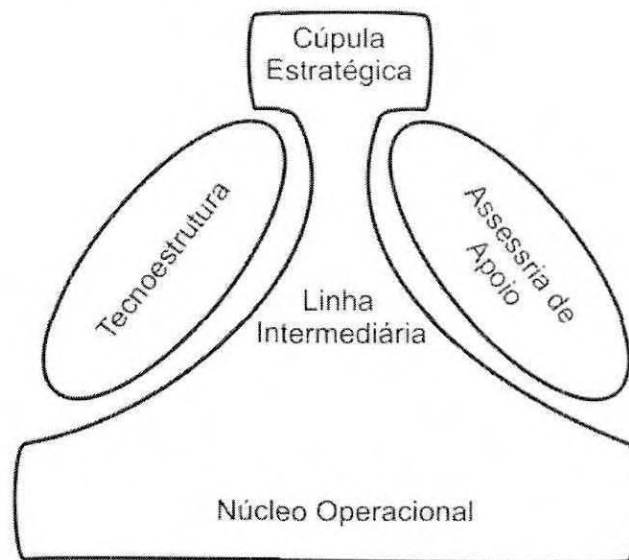 Cúpula
Estratégica
Tecnoestrutura
Assessria de
Apoio
Linha
Intermediária
Núcleo Operacional